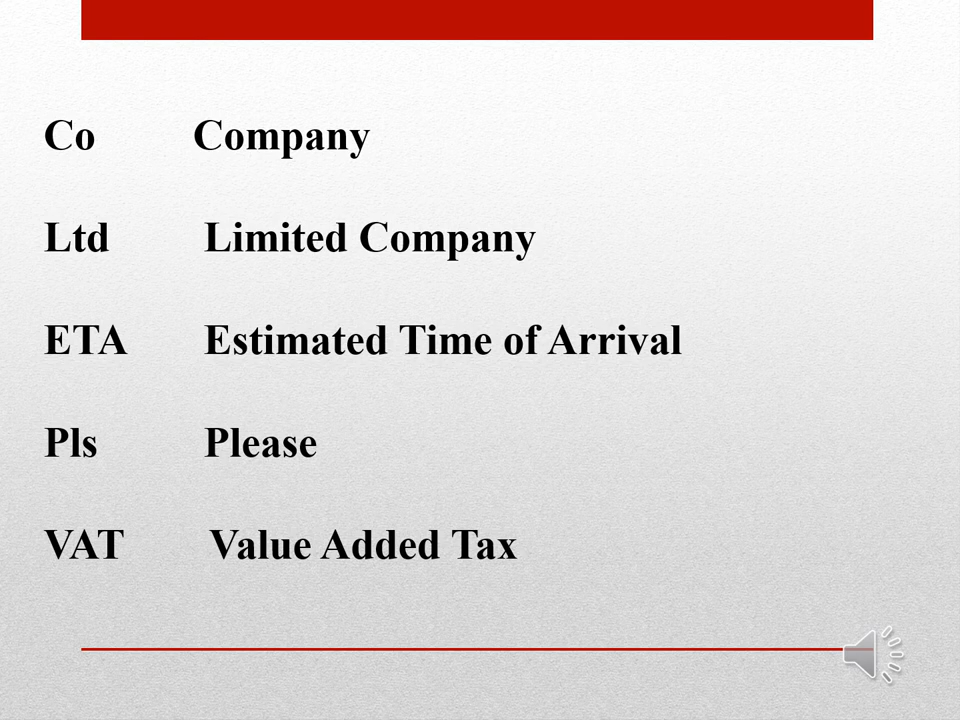 Co Company
Ltd Limited Company
ETA Estimated Time of Arrival
Pls Please
VAT Value Added Tax